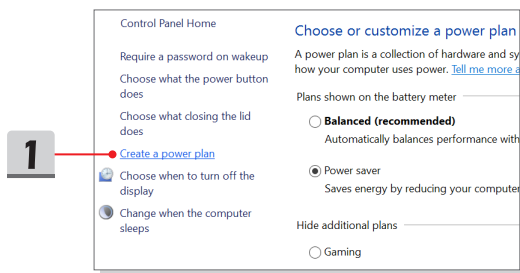 Control Panel Home
Require a password on wakeup
Choose what the power button
does
Choose what closing the lid
does
1
Create a power plan
Choose when to turn off the
display
Change when the computer
sleeps
Choose or customize a power plan
A power plan is a collection of hardware and sy
how your computer uses power. Tell me more a
Plans shown on the battery meter
Balanced (recommended)
Automatically balances performance with
Power saver
Saves energy by reducing your computer
Hide additional plans
Gaming